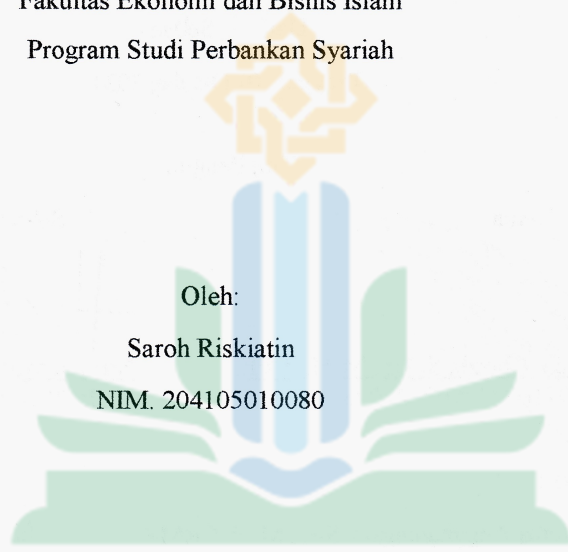 Fakultas Ekonomi dan Bisnis Islam
Program Studi Perbankan Syariah
Oleh:
Saroh Riskiatin
NIM. 204105010080